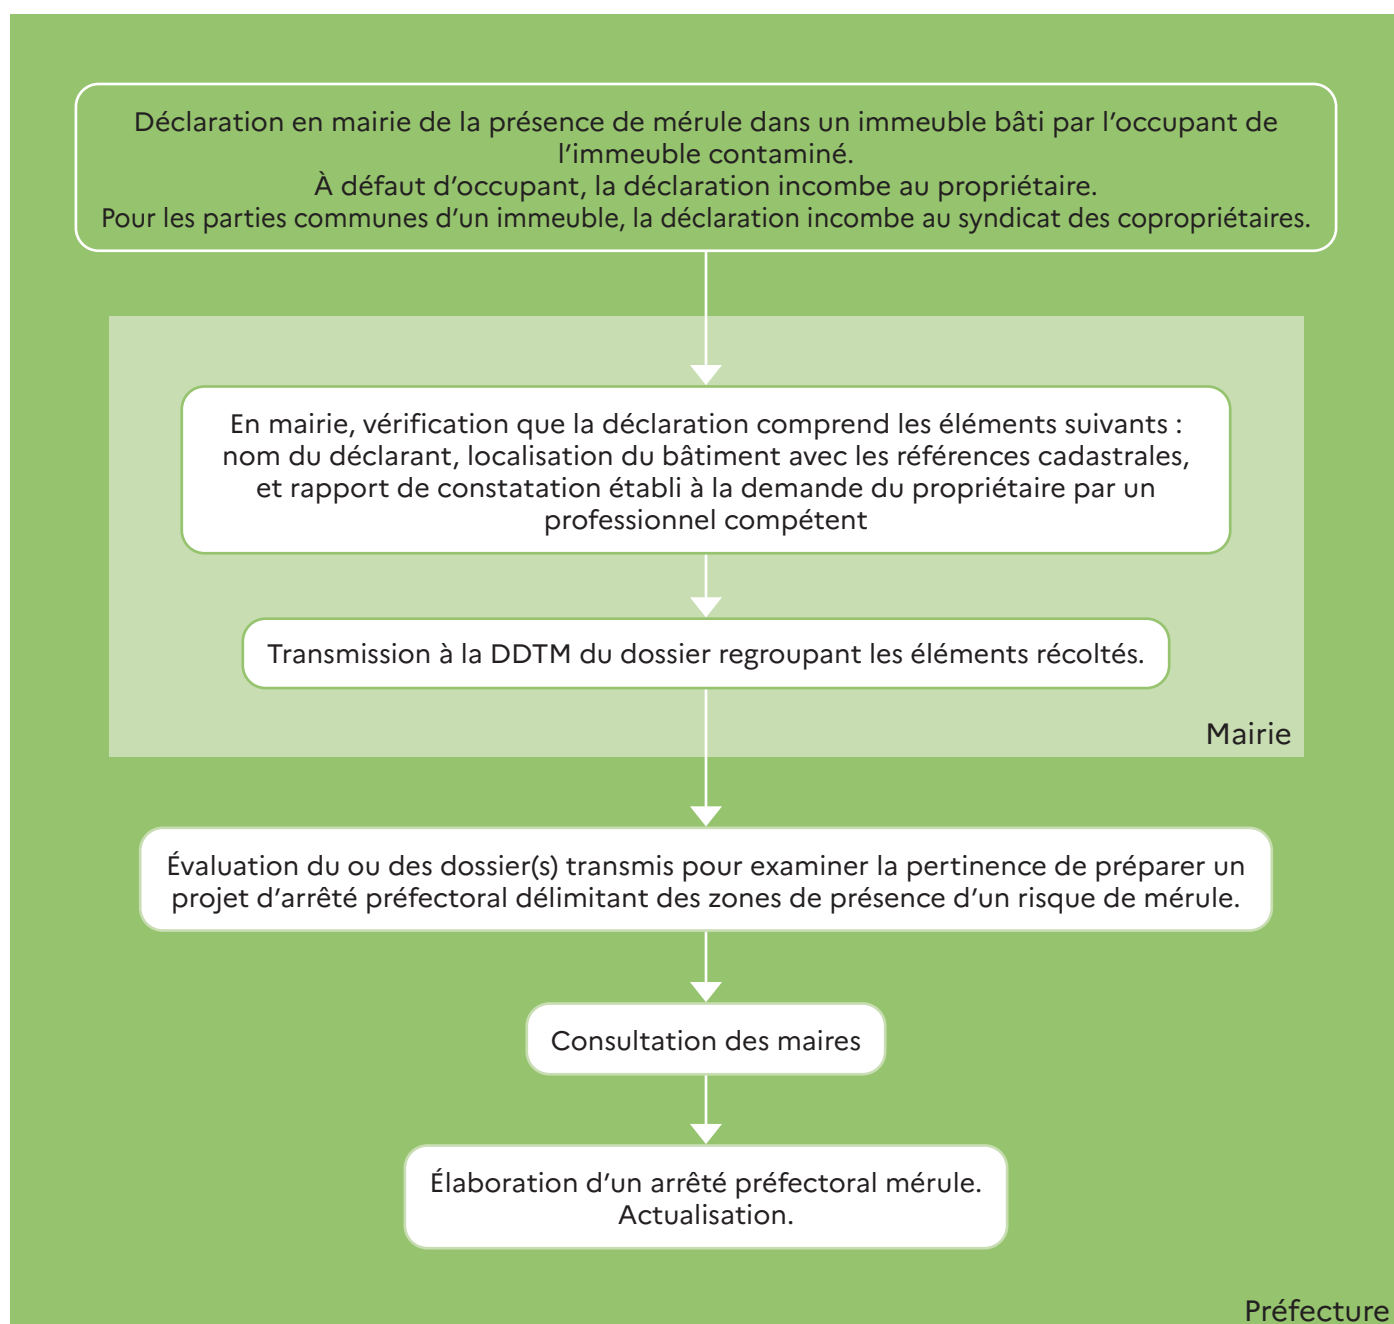 Déclaration en mairie de la présence de mérule dans un immeuble bâti par l’occupant de
l’immeuble contaminé.
À défaut d’occupant, la déclaration incombe au propriétaire.
Pour les parties communes d’un immeuble, la déclaration incombe au syndicat des copropriétaires.
En mairie, vérification que la déclaration comprend les éléments suivants :
nom du déclarant, localisation du bâtiment avec les références cadastrales,
et rapport de constatation établi à la demande du propriétaire par un
professionnel compétent
Transmission à la DDTM du dossier regroupant les éléments récoltés.
Mairie
Évaluation du ou des dossier(s) transmis pour examiner la pertinence de préparer un
projet d’arrêté préfectoral délimitant des zones de présence d’un risque de mérule.
Consultation des maires
Élaboration d’un arrêté préfectoral mérule.
Actualisation.
Préfecture